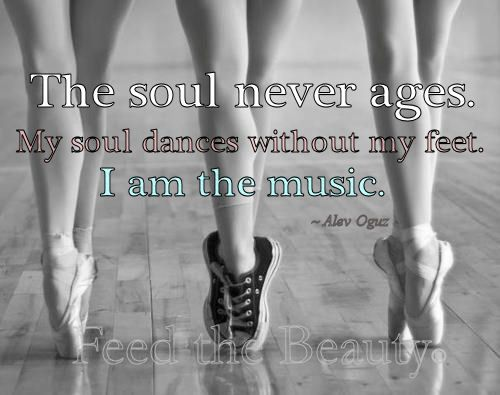 The soul never ages.
My soul dances without my feet.
I am the music.
~ Alev Oguz
Feed the Beauty.